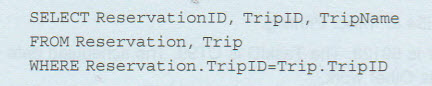 SELECT ReservationID, TripID, TripName
FROM Reservation, Trip
WHERE Reservation.TripID=Trip.TripID